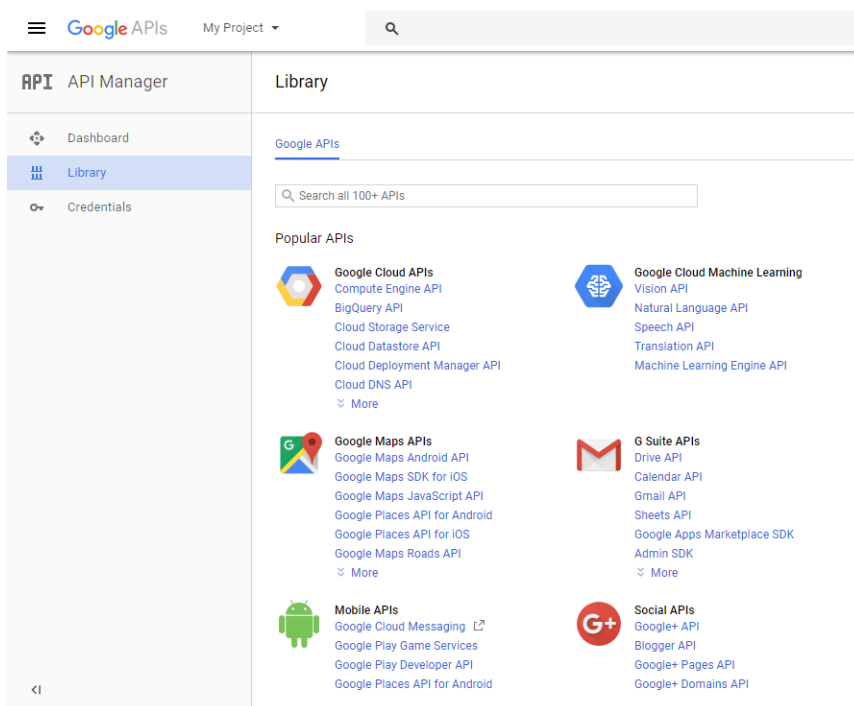 Google APIs My Project
API API Manager
Library
Dashboard
Library
Credentials
Google APIs
Search all 100+ APIs
Popular APIs
Google Cloud APIs
Compute Engine API
BigQuery API
Cloud Storage Service
Cloud Datastore API
Cloud Deployment Manager API
Cloud DNS API
More
Google Cloud Machine Learning
Vision API
Natural Language API
Speech API
Translation API
Machine Learning Engine API
G
Google Maps APIs
Google Maps Android API
Google Maps SDK for iOS
Google Maps JavaScript API
Google Places API for Android
Google Places API for iOS
Google Maps Roads API
More
G Suite APIs
Drive API
Calendar API
Gmail API
Sheets API
Google Apps Marketplace SDK
Admin SDK
More
Mobile APIs
Google Cloud Messaging
Google Play Game Services
Google Play Developer API
Google Places API for Android
G+
Social APIs
Google+ API
Blogger API
Google+ Pages API
Google+ Domains API